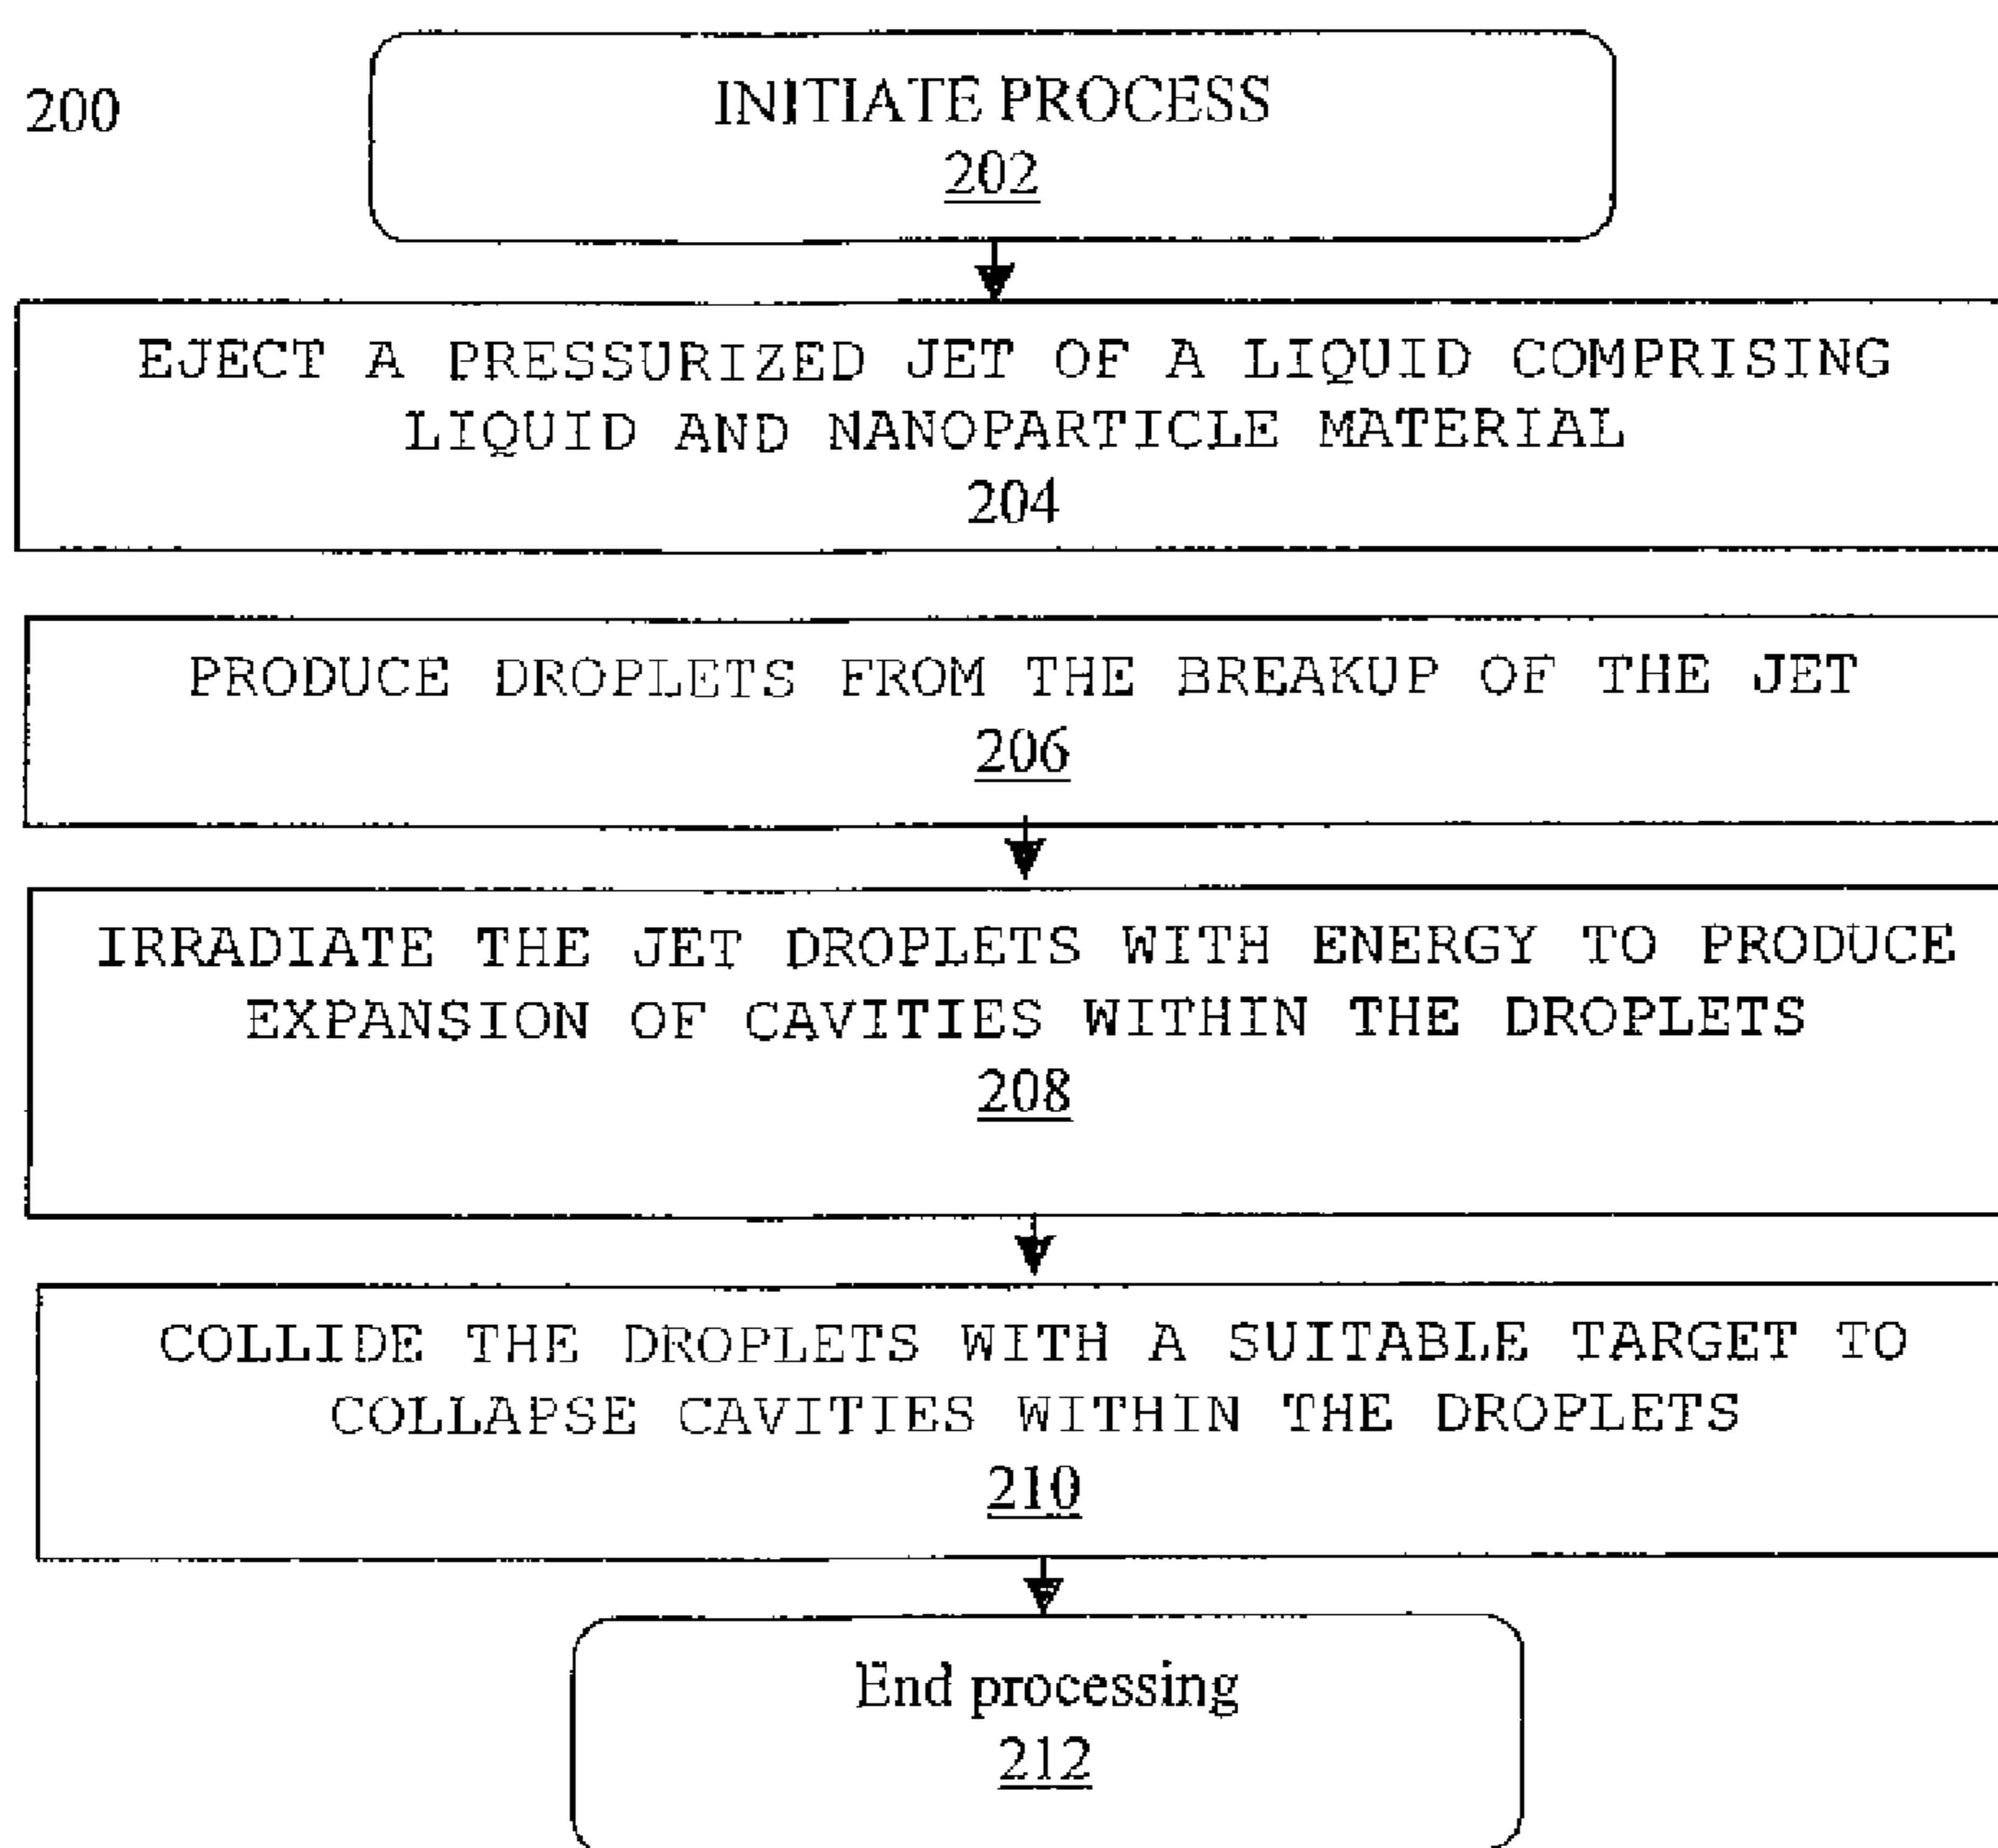 200
INITIATE PROCESS
202
EJECT A PRESSURIZED JET OF A LIQUID COMPRISING
LIQUID AND NANOPARTICLE MATERIAL
204
PRODUCE DROPLETS FROM THE BREAKUP OF THE JET
206
IRRADIATE THE JET DROPLETS WITH ENERGY TO PRODUCE
EXPANSION OF CAVITIES WITHIN THE DROPLETS
208
COLLIDE THE DROPLETS WITH A SUITABLE TARGET TO
COLLAPSE CAVITIES WITHIN THE DROPLETS
210
End processing
212